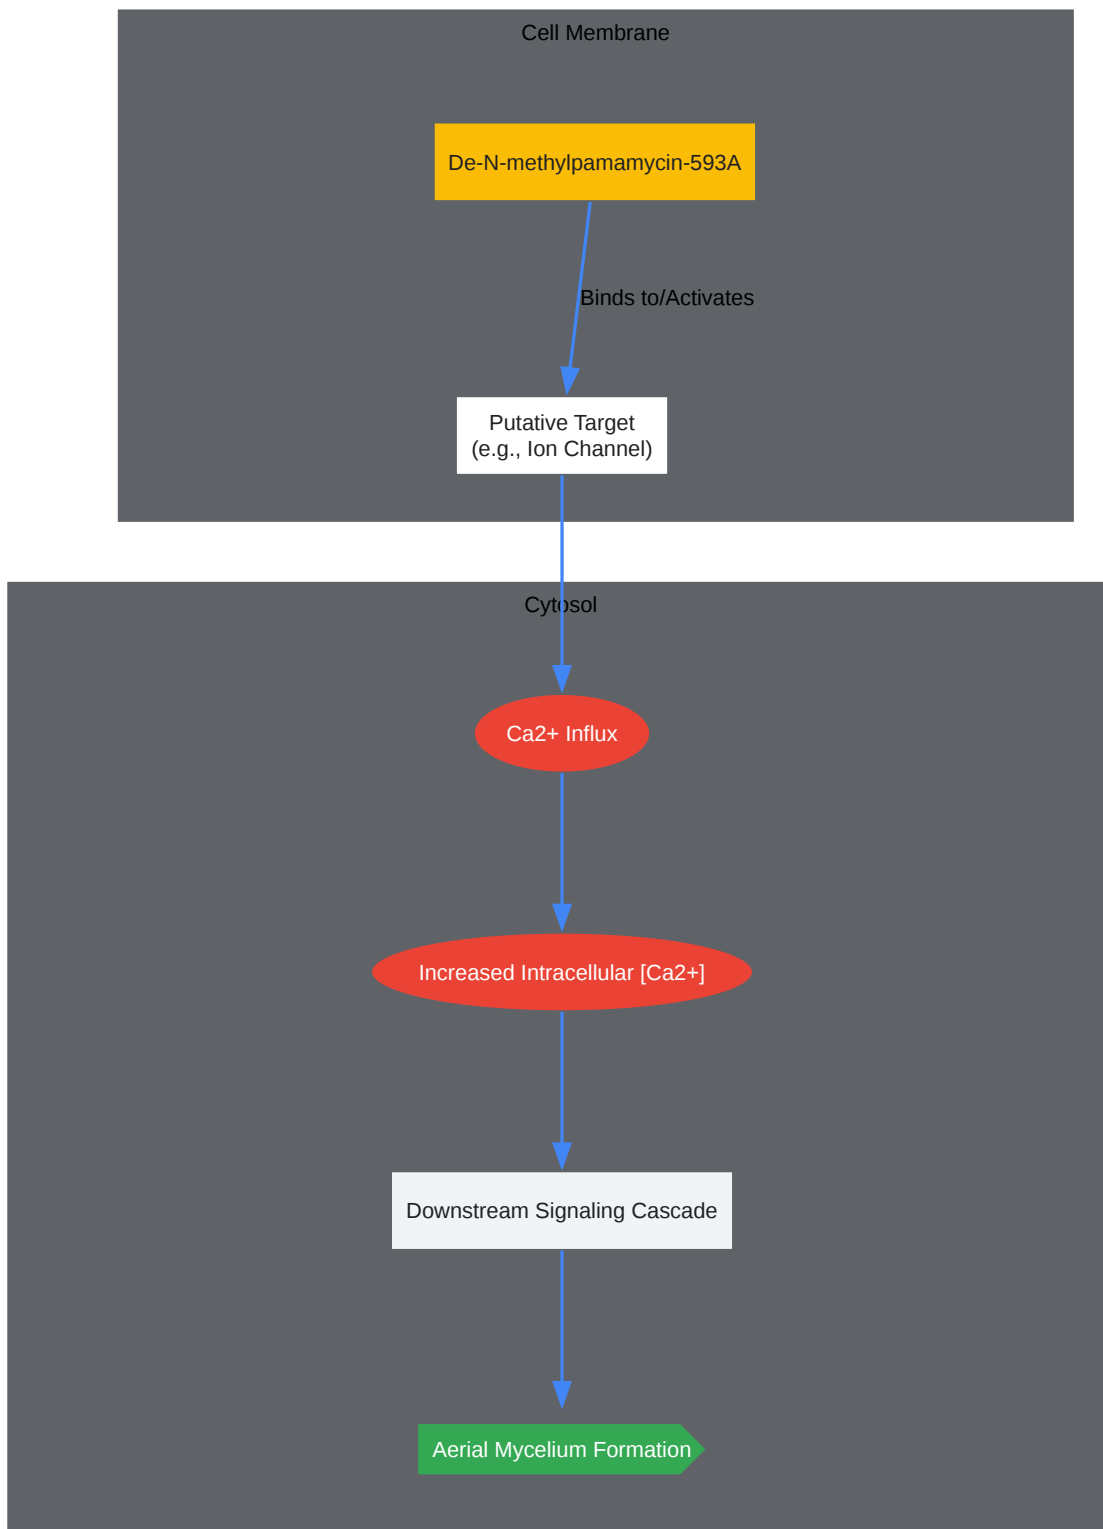 Cell Membrane
De-N-methylpamamycin-593A
Binds to/Activates
Putative Target
(e.g., Ion Channel)
Cytosol
Ca2+ Influx
Increased Intracellular [Ca2+]
Downstream Signaling Cascade
Aerial Mycelium Formation